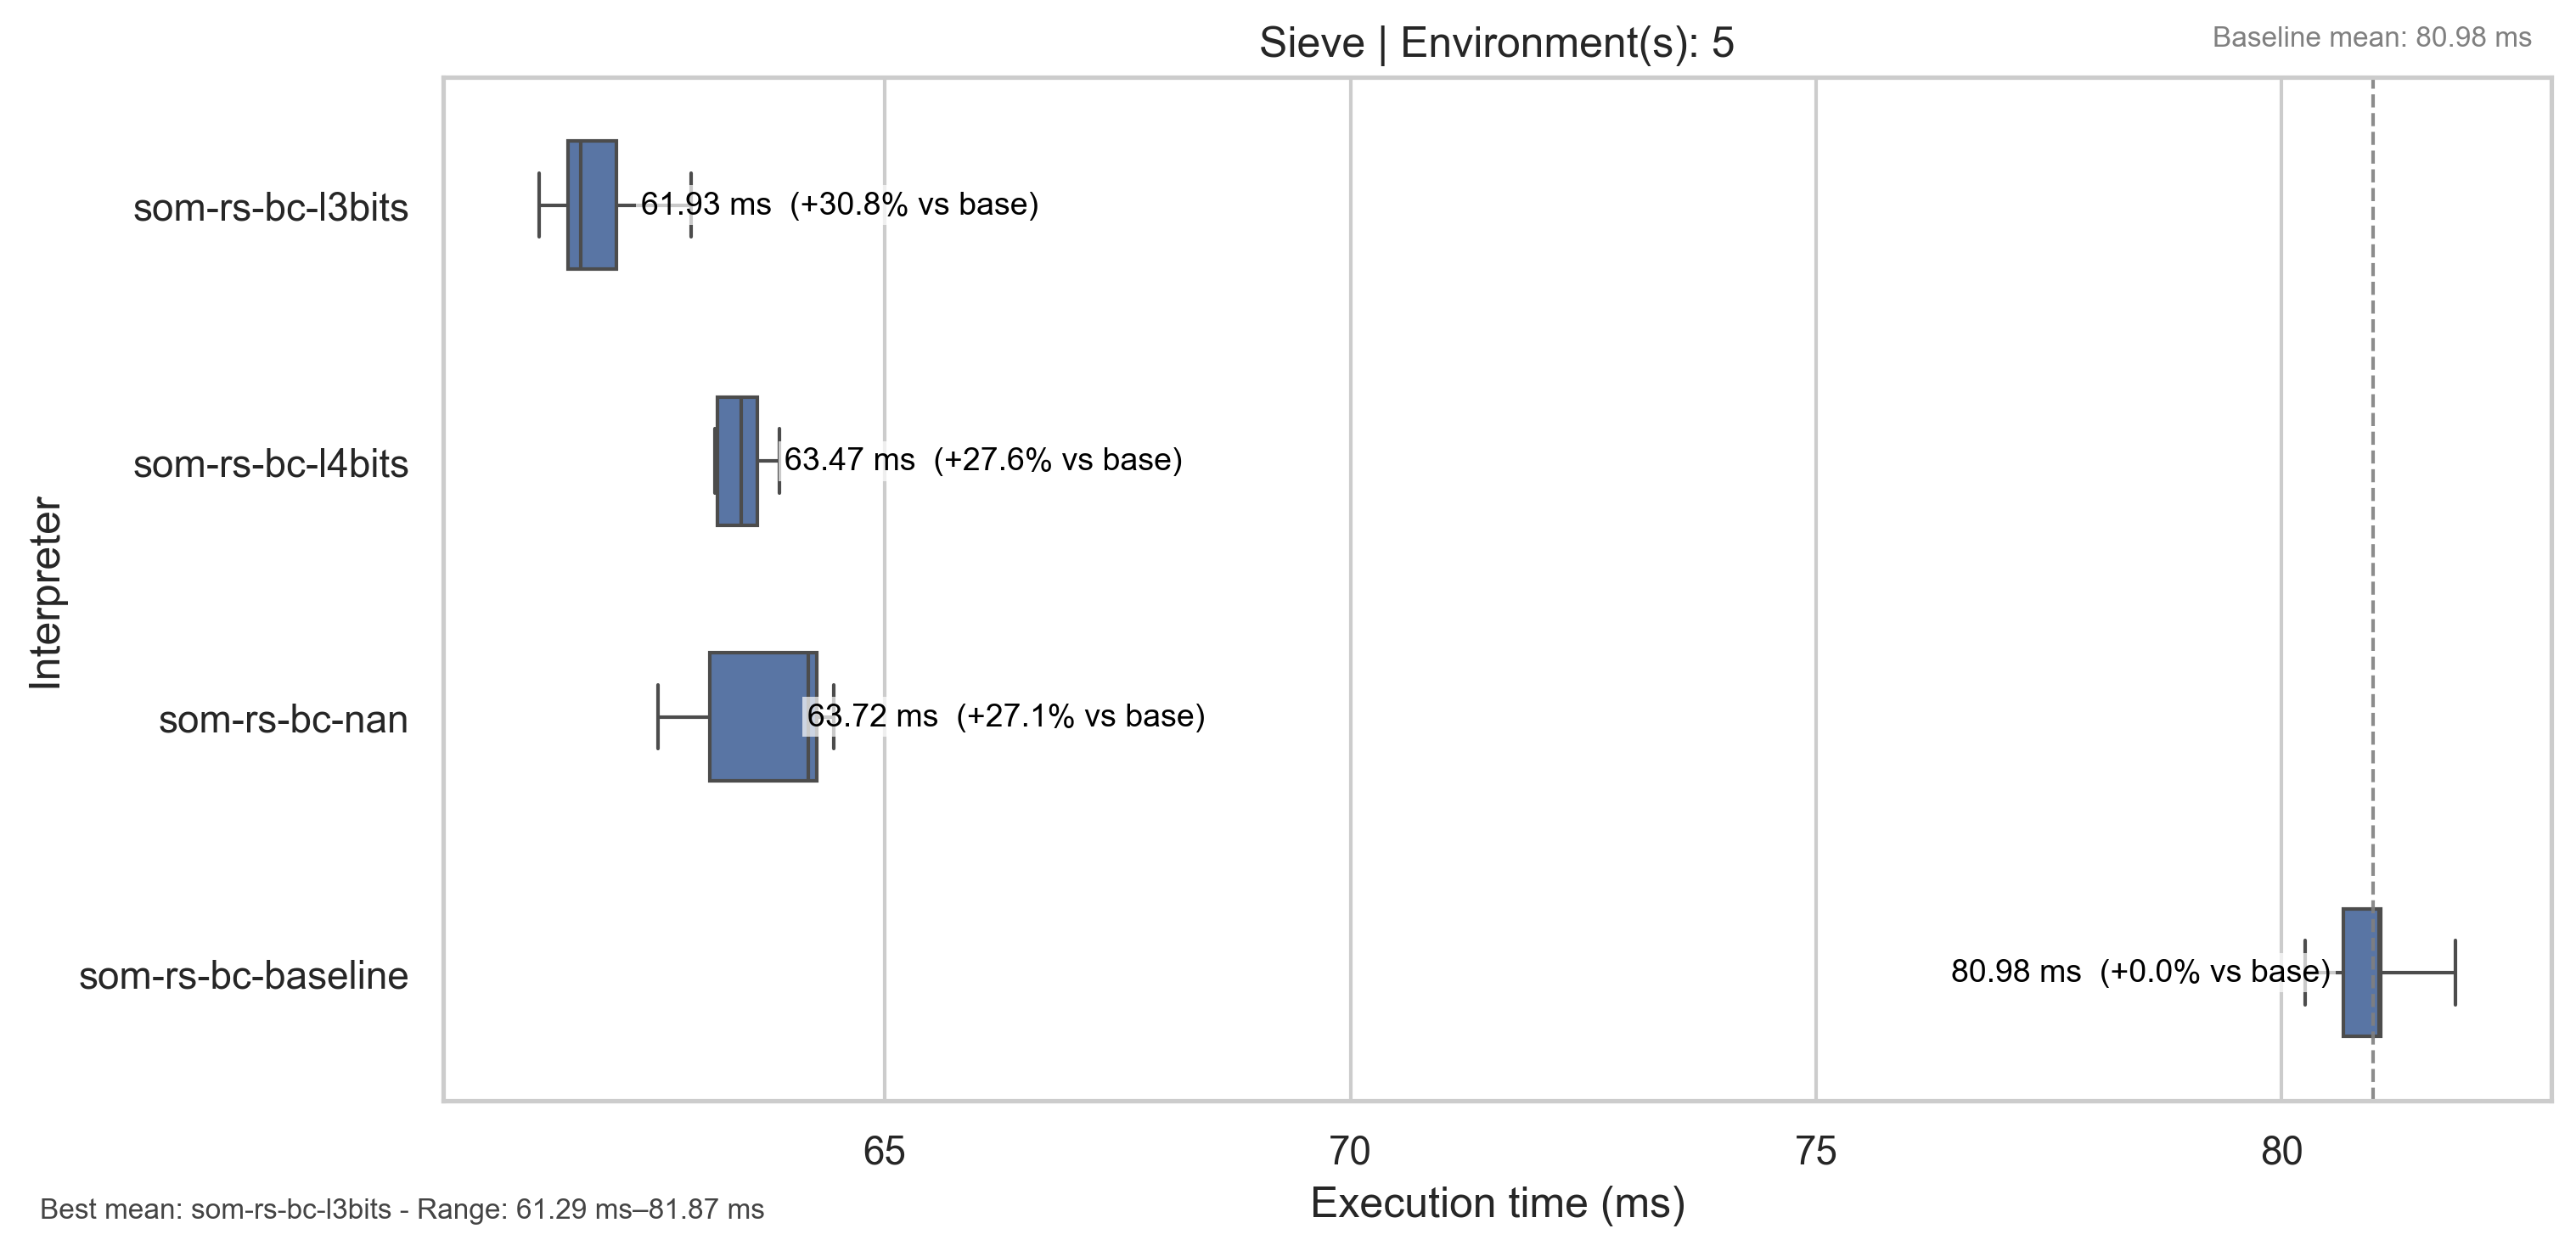 Sieve | Environment(s): 5
Baseline mean: 80.98 ms
Interpreter
som-rs-bc-l3bits
61.93 ms  (+30.8% vs base)
som-rs-bc-l4bits
63.47 ms  (+27.6% vs base)
som-rs-bc-nan
63.72 ms  (+27.1% vs base)
som-rs-bc-baseline
80.98 ms  (+0.0% vs base)
65 70 75 80
Execution time (ms)
Best mean: som-rs-bc-l3bits - Range: 61.29 ms–81.87 ms